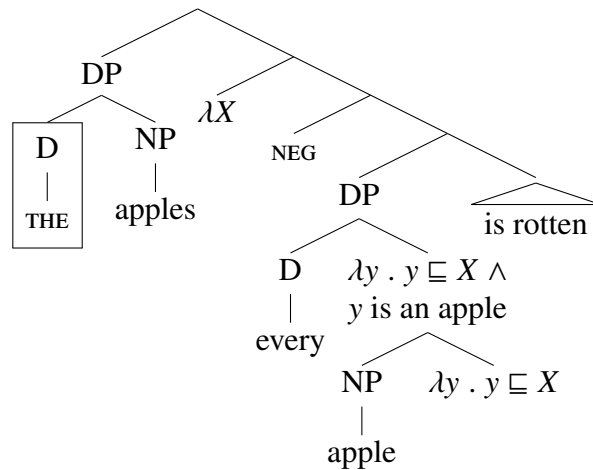 DP
λX
D
NP
NEG
THE
apples
DP
is rotten
D
λy . y ⊑ X ∧
y is an apple
every
NP
λy . y ⊑ X
apple